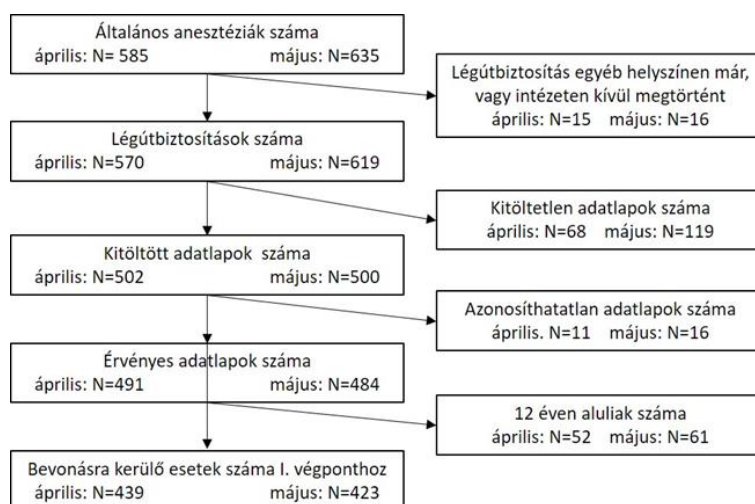 Általános anesztéziák száma
április: N= 585 május: N=635
Légútbiztosítás egyéb helyszínen már,
vagy intézeten kívül megtörtént
április: N=15 május: N=16
Légútbiztosítások száma
április: N=570 május: N=619
Kitöltetlen adatlapok száma
április: N=68 május: N=119
Kitöltött adatlapok száma
április: N=502 május: N=500
Azonosíthatatlan adatlapok száma
április. N=11 május: N=16
Érvényes adatlapok száma
április: N=491 május: N=484
12 éven aluliak száma
április: N=52 május: N=61
Bevonásra kerülő esetek száma I. végponthoz
április: N=439 május: N=423